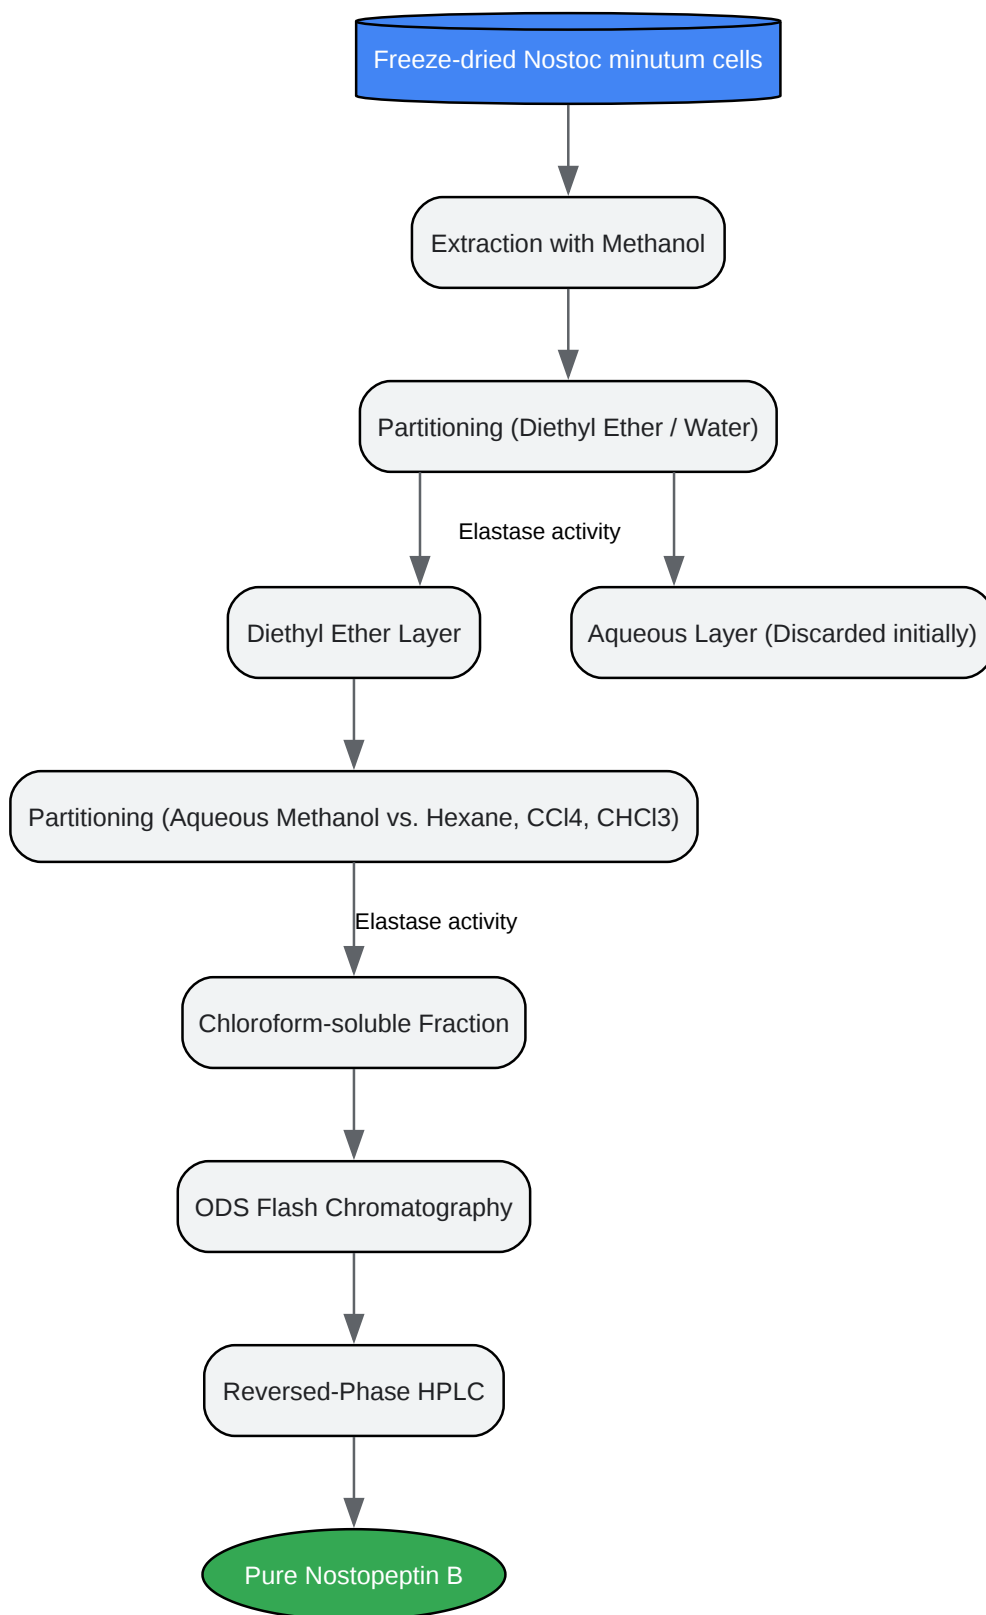 Freeze-dried Nostoc minutum cells
Extraction with Methanol
Partitioning (Diethyl Ether / Water)
Elastase activity
Diethyl Ether Layer
Aqueous Layer (Discarded initially)
Partitioning (Aqueous Methanol vs. Hexane, CCl4, CHCl3)
Elastase activity
Chloroform-soluble Fraction
ODS Flash Chromatography
Reversed-Phase HPLC
Pure Nostopeptin B